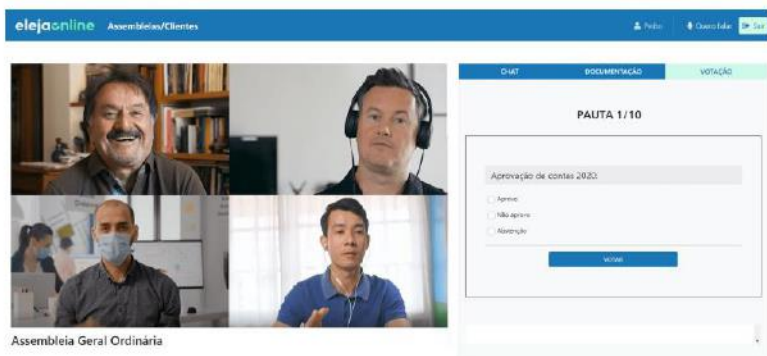 elejaonline Assembleias/Clientes
Pedro Quero falar Sair
CHAT DOCUMENTAÇÃO VOTAÇÃO
PAUTA 1/10
Aprovação de contas 2020:
Aprovo
Não aprovo
Abstenção
VOTAR
Assembleia Geral Ordinária